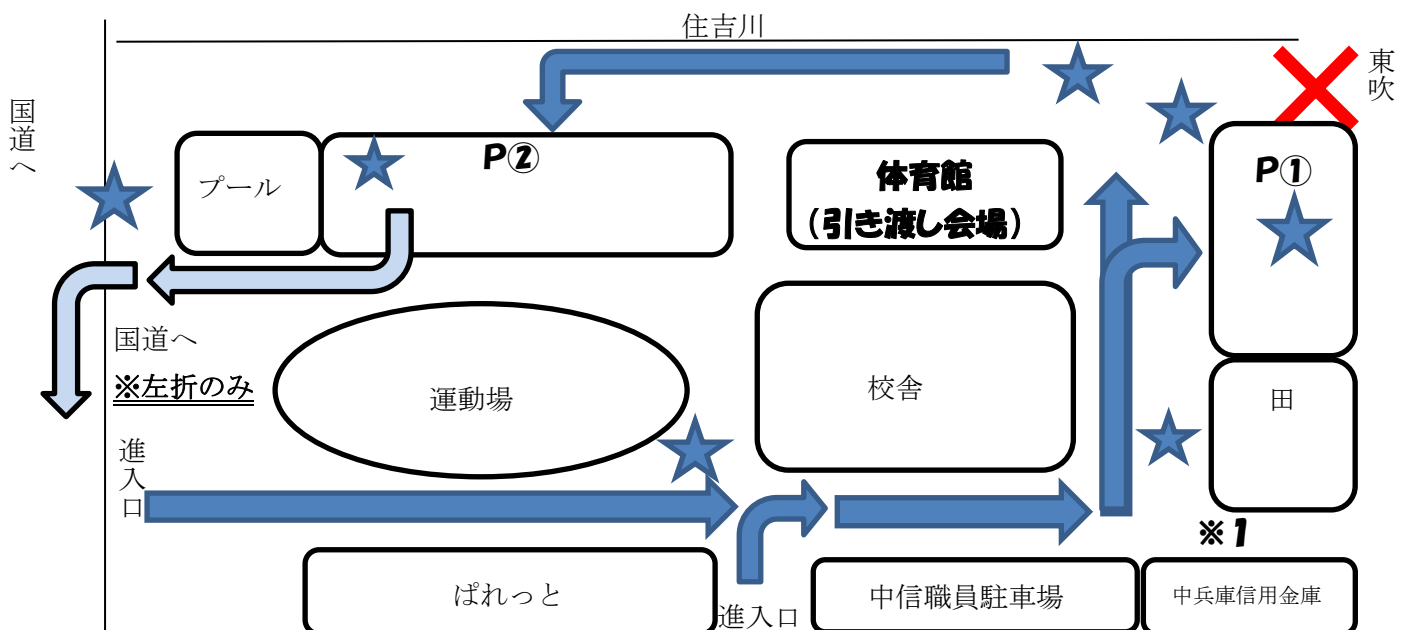 住吉川
東吹
国道へ
プール
P②
体育館
(引き渡し会場)
P①
国道へ
※左折のみ
運動場
校舎
田
進入口
※1
ぱれっと
進入口
中信職員駐車場
中兵庫信用金庫